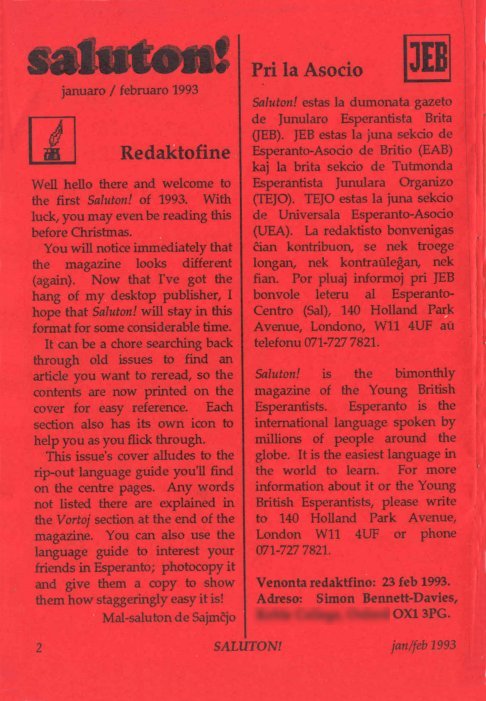 saluton!
januaro / februaro 1993
Redaktofine
Well hello there and welcome to
the first Saluton! of 1993. With
luck, you may even be reading this
before Christmas.
You will notice immediately that
the magazine looks different
(again). Now that I've got the
hang of my desktop publisher, I
hope that Saluton! will stay in this
format for some considerable time.
It can be a chore searching back
through old issues to find an
article you want to reread, so the
contents are now printed on the
cover for easy reference. Each
section also has its own icon to
help you as you flick through.
This issue's cover alludes to the
rip-out language guide you'll find
on the centre pages. Any words
not listed there are explained in
the Vortoj section at the end of the
magazine. You can also use the
language guide to interest your
friends in Esperanto; photocopy it
and give them a copy to show
them how staggeringly easy it is!
Mal-saluton de Sajmĉjo
JEB
Pri la Asocio
Saluton! estas la dumonata gazeto
de Junularo Esperantista Brita
(JEB). JEB estas la juna sekcio de
Esperanto-Asocio de Britio (EAB)
kaj la brita sekcio de Tutmonda
Esperantista Junulara Organizo
(TEJO). TEJO estas la juna sekcio
de Universala Esperanto-Asocio
(UEA). La redaktisto bonvenigas
ĉian kontribuon, se nek troege
longan, nek kontraŭleĝan, nek
fian. Por pluaj informoj pri JEB
bonvole leteru al Esperanto-
Centro (Sal), 140 Holland Park
Avenue, Londono, W11 4UF aŭ
telefonu 071-727 7821.
Saluton! is the bimonthly
magazine of the Young British
Esperantists. Esperanto is the
international language spoken by
millions of people around the
globe. It is the easiest language in
the world to learn. For more
information about it or the Young
British Esperantists, please write
to 140 Holland Park Avenue,
London W11 4UF or phone
071-727 7821.
Venonta redaktfino: 23 feb 1993.
Adreso: Simon Bennett-Davies,
OX1 3PG.
2
SALUTON!
jan/feb 1993